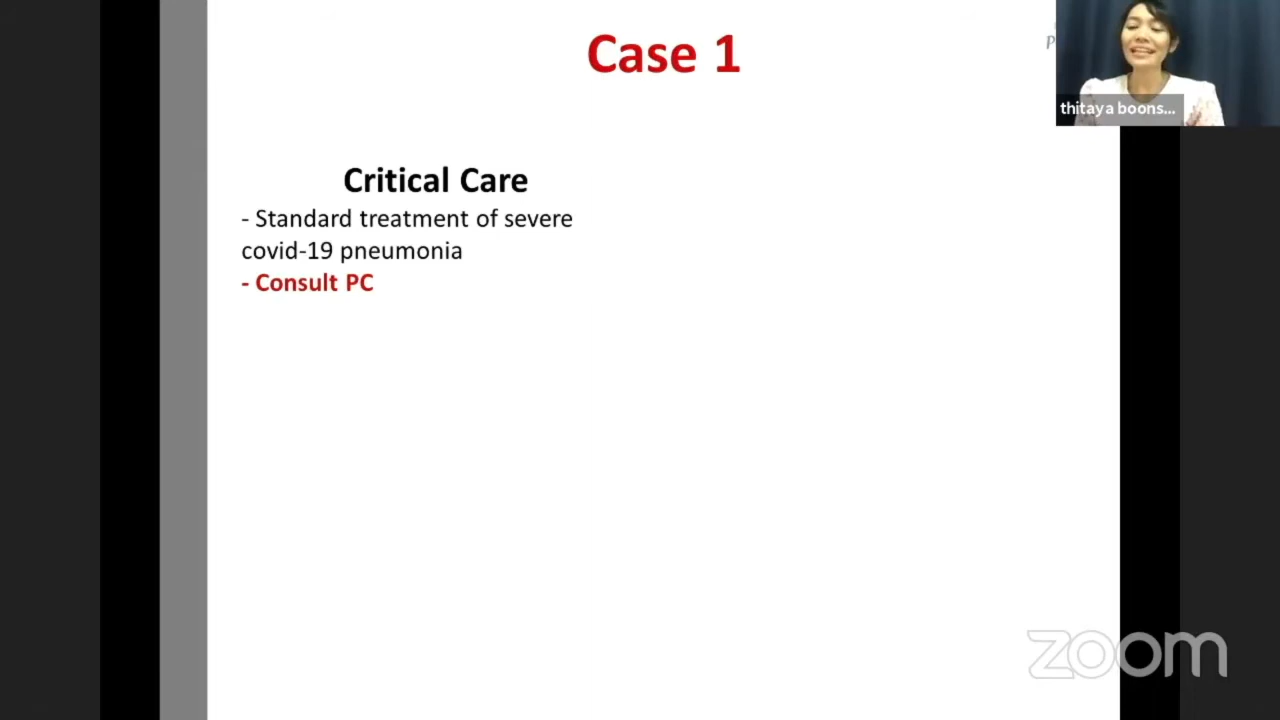 Case 1
thitaya boons...
Critical Care
- Standard treatment of severe
covid-19 pneumonia
- Consult PC
zoom